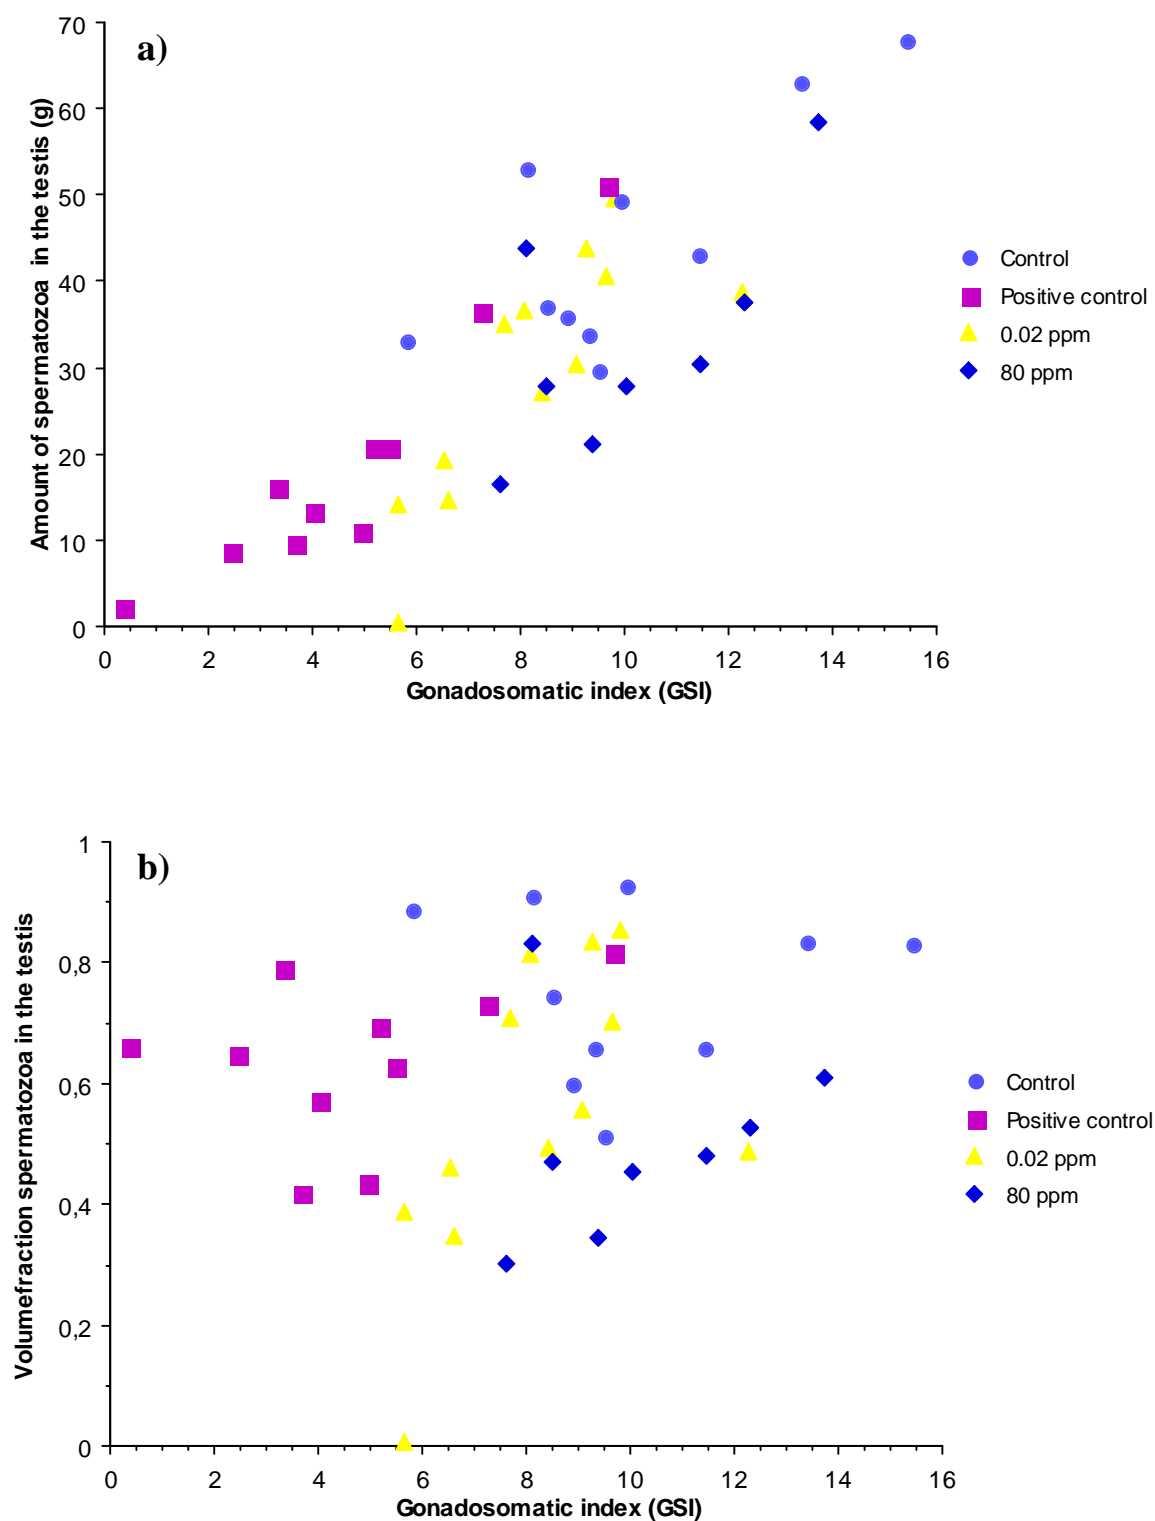 a)
70
60
50
40
30
20
10
0
Amount of spermatozoa in the testis (g)
0 2 4 6 8 10 12 14 16
Gonadosomatic index (GSI)
Control
Positive control
0.02 ppm
80 ppm
b)
1
0,8
0,6
0,4
0,2
0
Volumefraction spermatozoa in the testis
0 2 4 6 8 10 12 14 16
Gonadosomatic index (GSI)
Control
Positive control
0.02 ppm
80 ppm